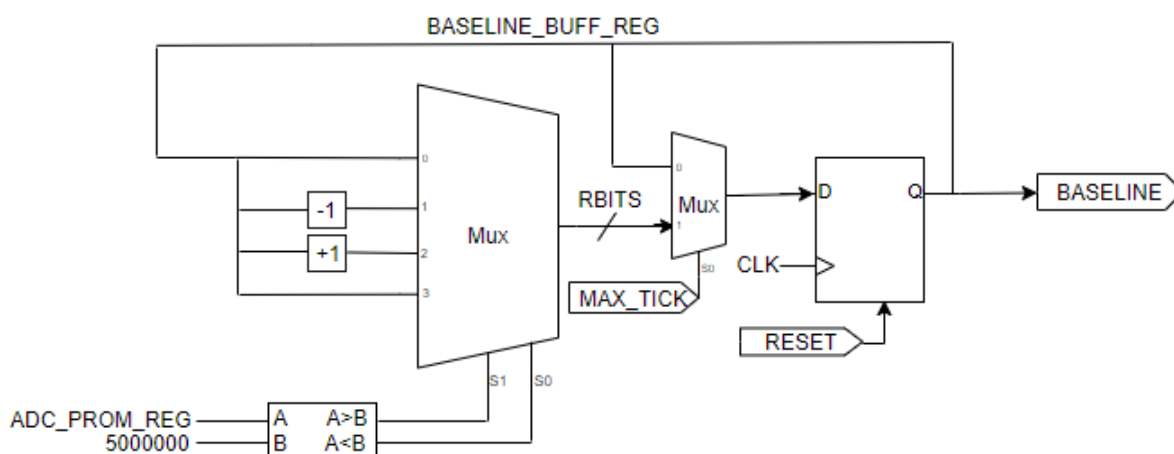 BASELINE_BUFF_REG
0
-1
1
+1
2
3
Mux
RBITS
0
1
Mux
S0
MAX_TICK
D
Q
CLK
RESET
BASELINE
S1
S0
ADC_PROM_REG
5000000
A
A>B
B
A<B